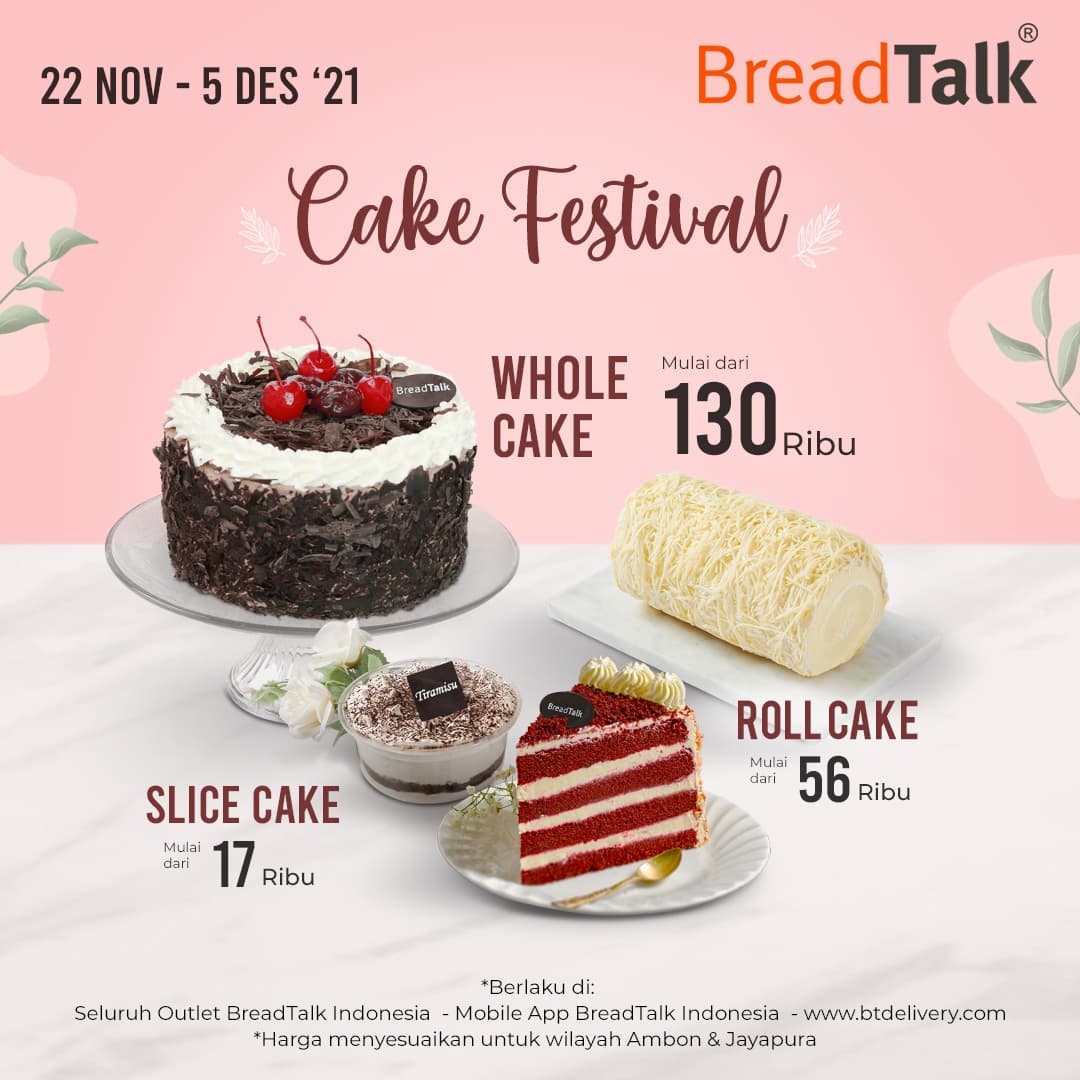 22 NOV - 5 DES ‘21
BreadTalk®
Cake Festival
BreadTalk
WHOLE
CAKE
Mulai dari
130 Ribu
Tiramisu
BreadTalk
ROLL CAKE
Mulai
dari
56 Ribu
SLICE CAKE
Mulai
dari
17 Ribu
*Berlaku di:
Seluruh Outlet BreadTalk Indonesia - Mobile App BreadTalk Indonesia - www.btdelivery.com
*Harga menyesuaikan untuk wilayah Ambon & Jayapura